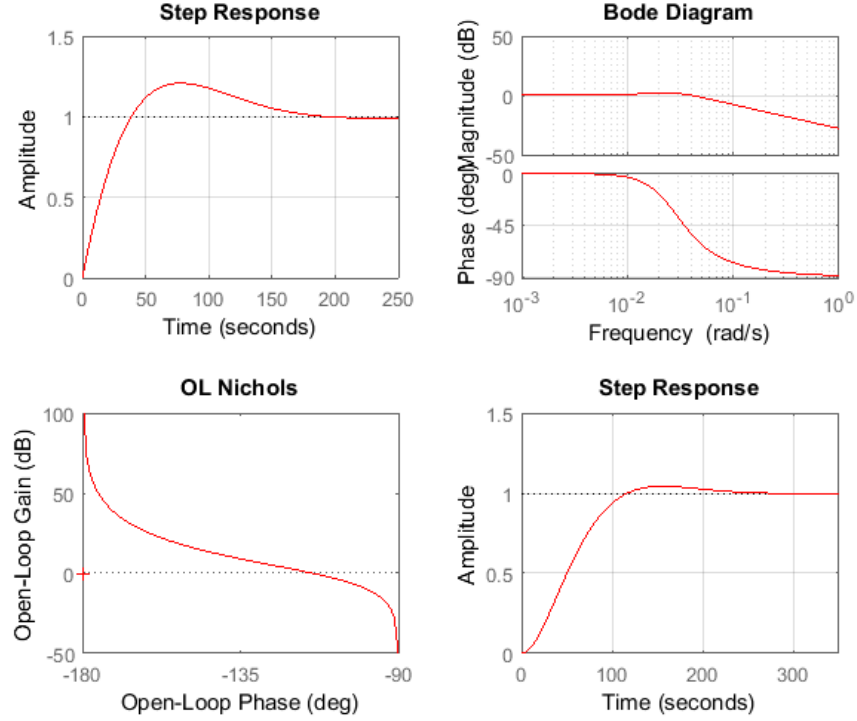 Step Response
1.5
1
0.5
0
Amplitude
0 50 100 150 200 250
Time (seconds)
Bode Diagram
50
0
-50
Magnitude (dB)
0
-45
-90
Phase (deg)
10-3 10-2 10-1 100
Frequency (rad/s)
OL Nichols
100
50
0
-50
Open-Loop Gain (dB)
-180 -135 -90
Open-Loop Phase (deg)
Step Response
1.5
1
0.5
0
Amplitude
0 100 200 300
Time (seconds)